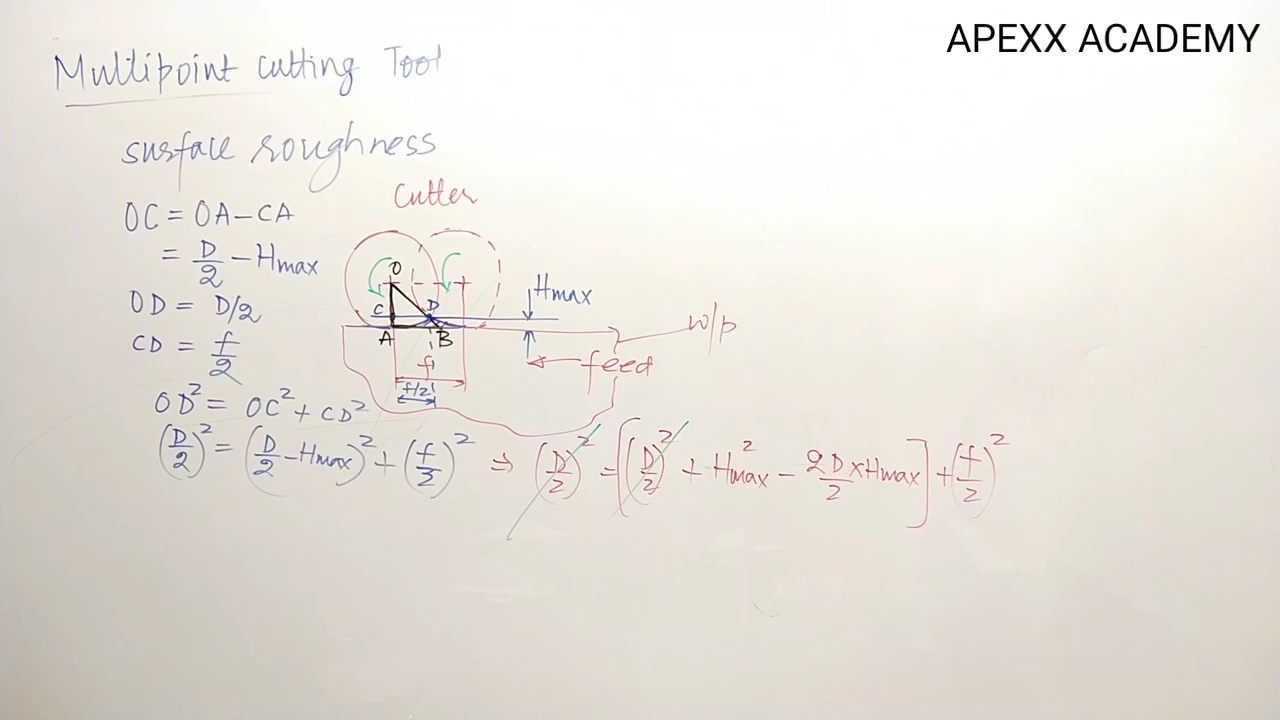 APEXX ACADEMY
Multipoint cutting Tool
surface roughness
Cutter
OC = OA - CA
= D/2 - Hmax
OD = D/2
CD = f/2
O
C
D
A
B
Hmax
w/p
feed
f
f/2
OD² = OC² + CD²
(D/2)² = (D/2 - Hmax)² + (f/2)² ⇒ (D/2)² = [(D/2)² + H²max - 2D/2 x Hmax] + (f/2)²